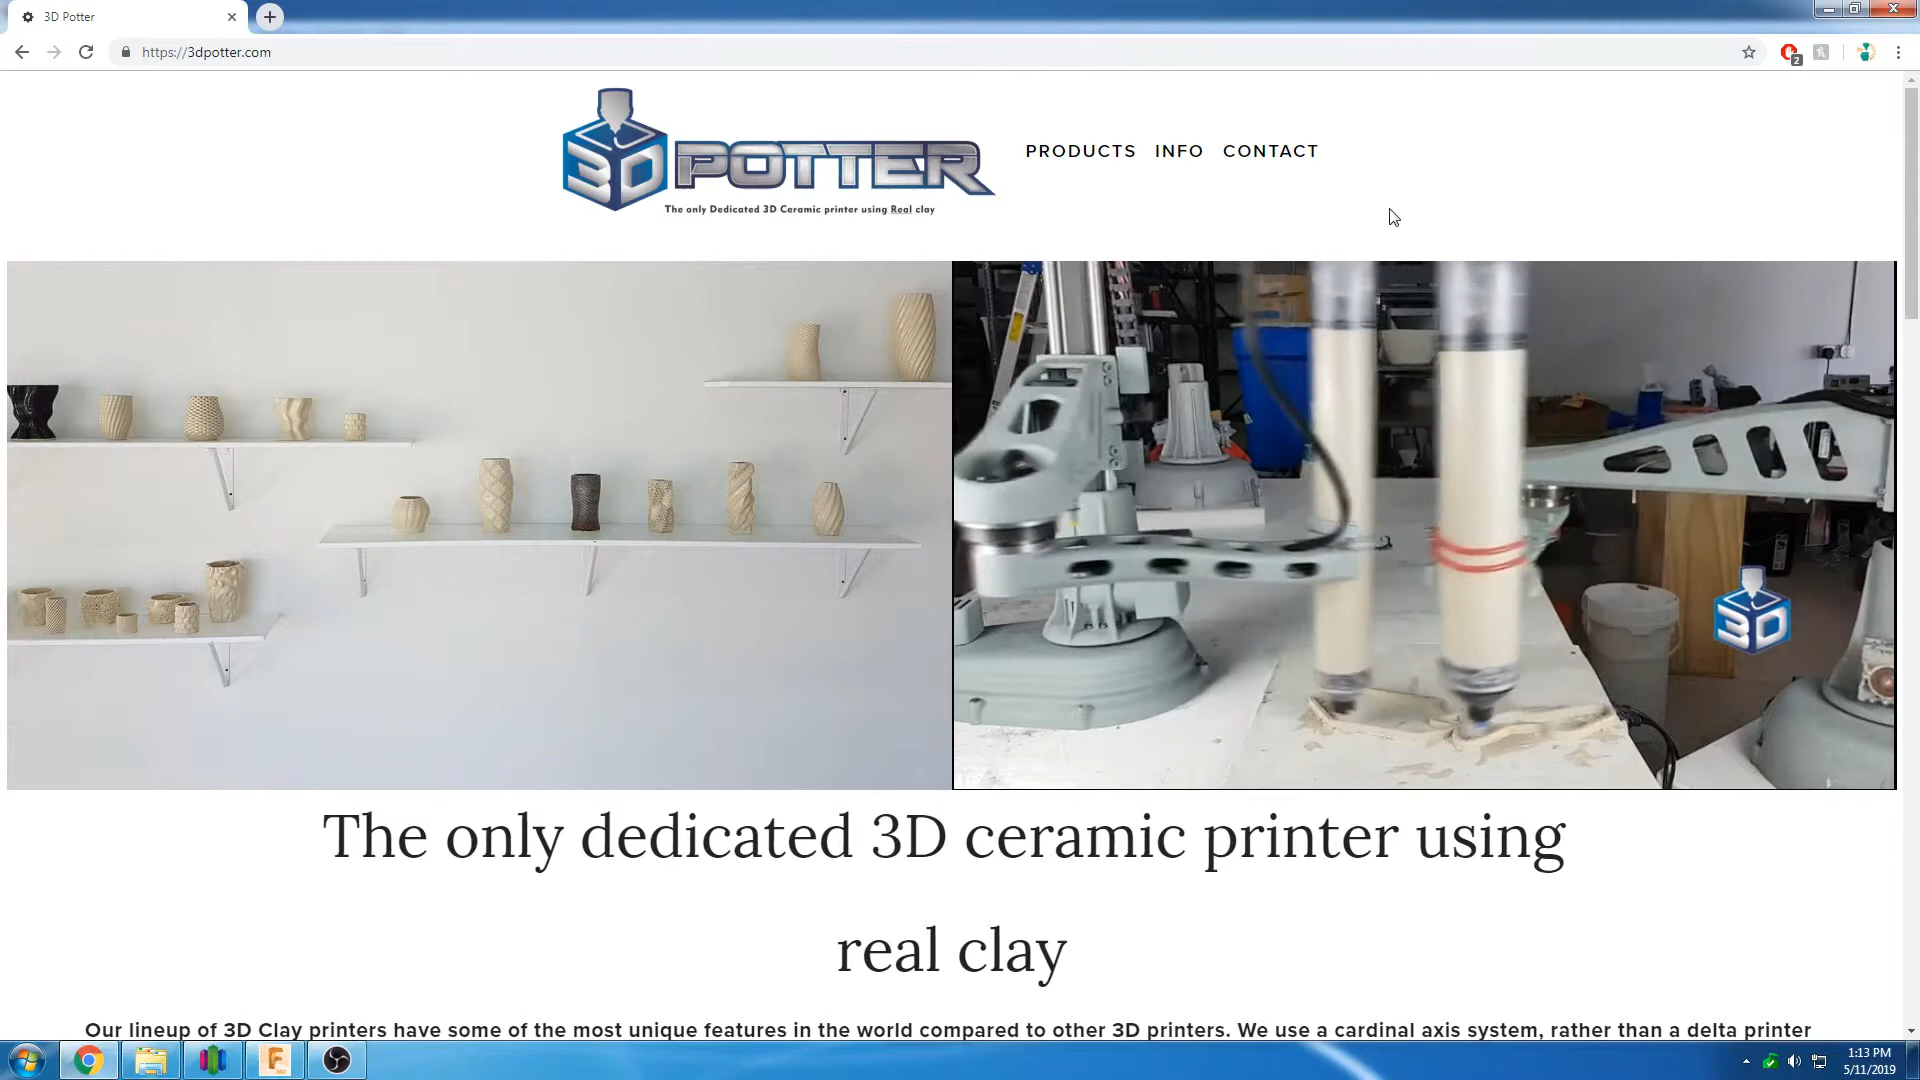 3D Potter
https://3dpotter.com
2
3D POTTER
The only Dedicated 3D Ceramic printer using Real clay
PRODUCTS INFO CONTACT
3D
The only dedicated 3D ceramic printer using
real clay
Our lineup of 3D Clay printers have some of the most unique features in the world compared to other 3D printers. We use a cardinal axis system, rather than a delta printer
F
1:13 PM
5/11/2019